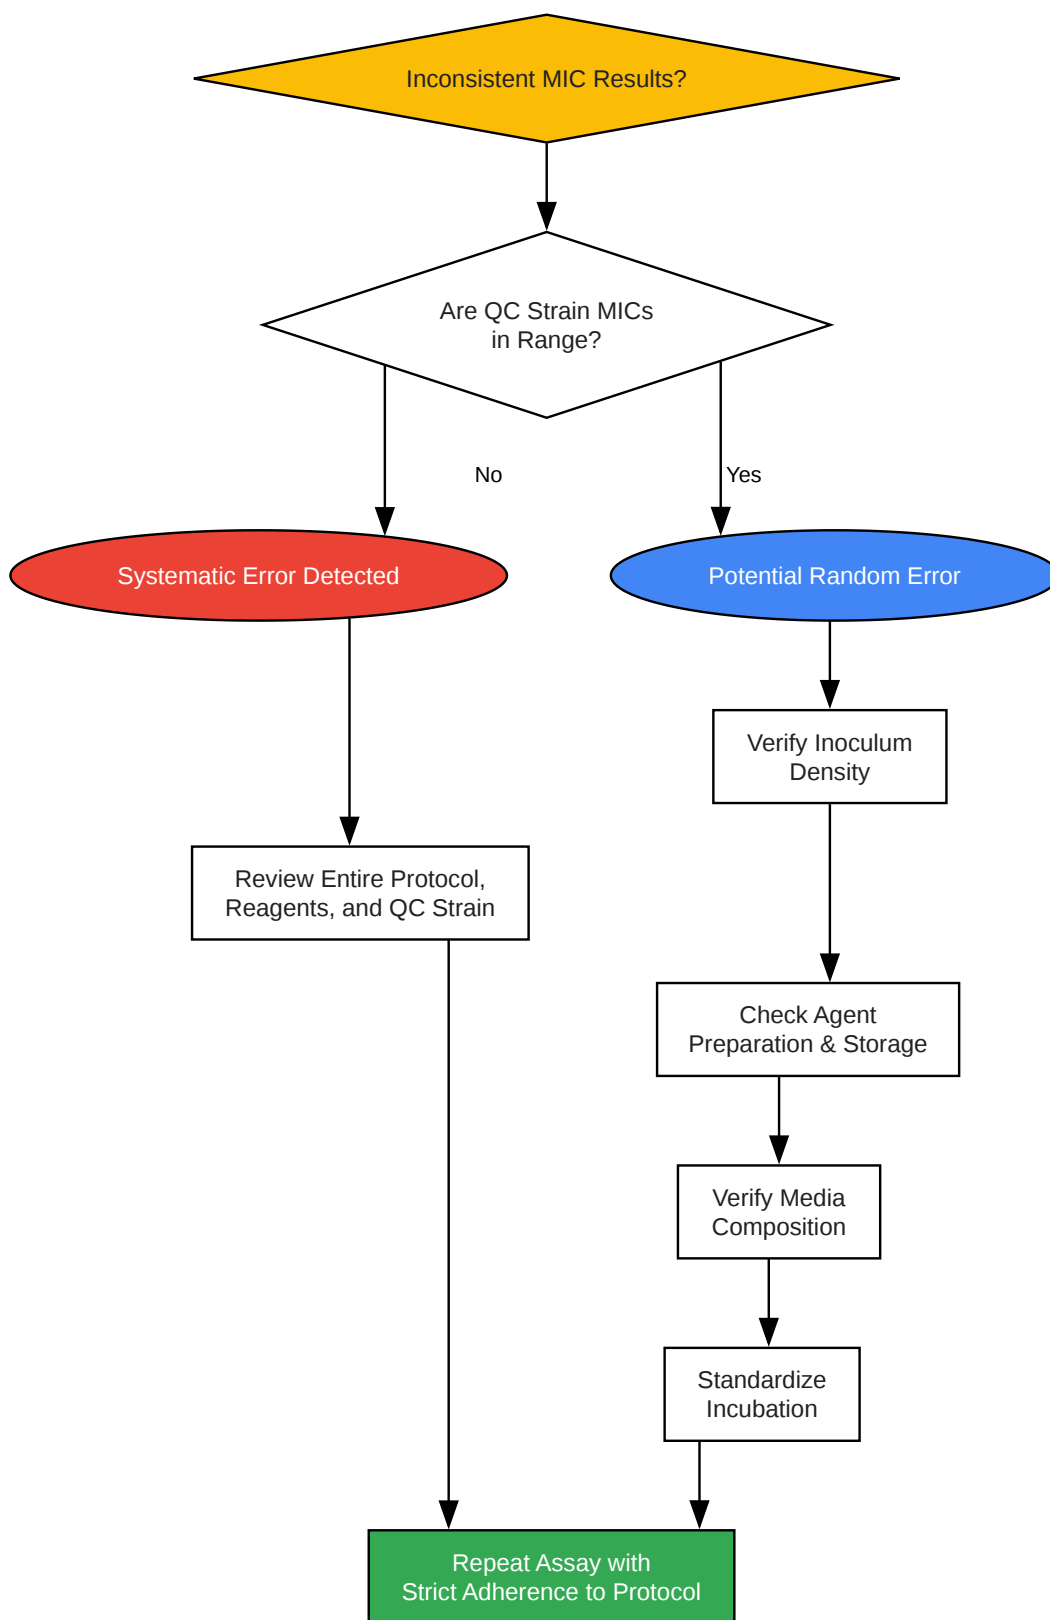 Inconsistent MIC Results?
Are QC Strain MICs
in Range?
No
Yes
Systematic Error Detected
Potential Random Error
Verify Inoculum
Density
Review Entire Protocol,
Reagents, and QC Strain
Check Agent
Preparation & Storage
Verify Media
Composition
Standardize
Incubation
Repeat Assay with
Strict Adherence to Protocol